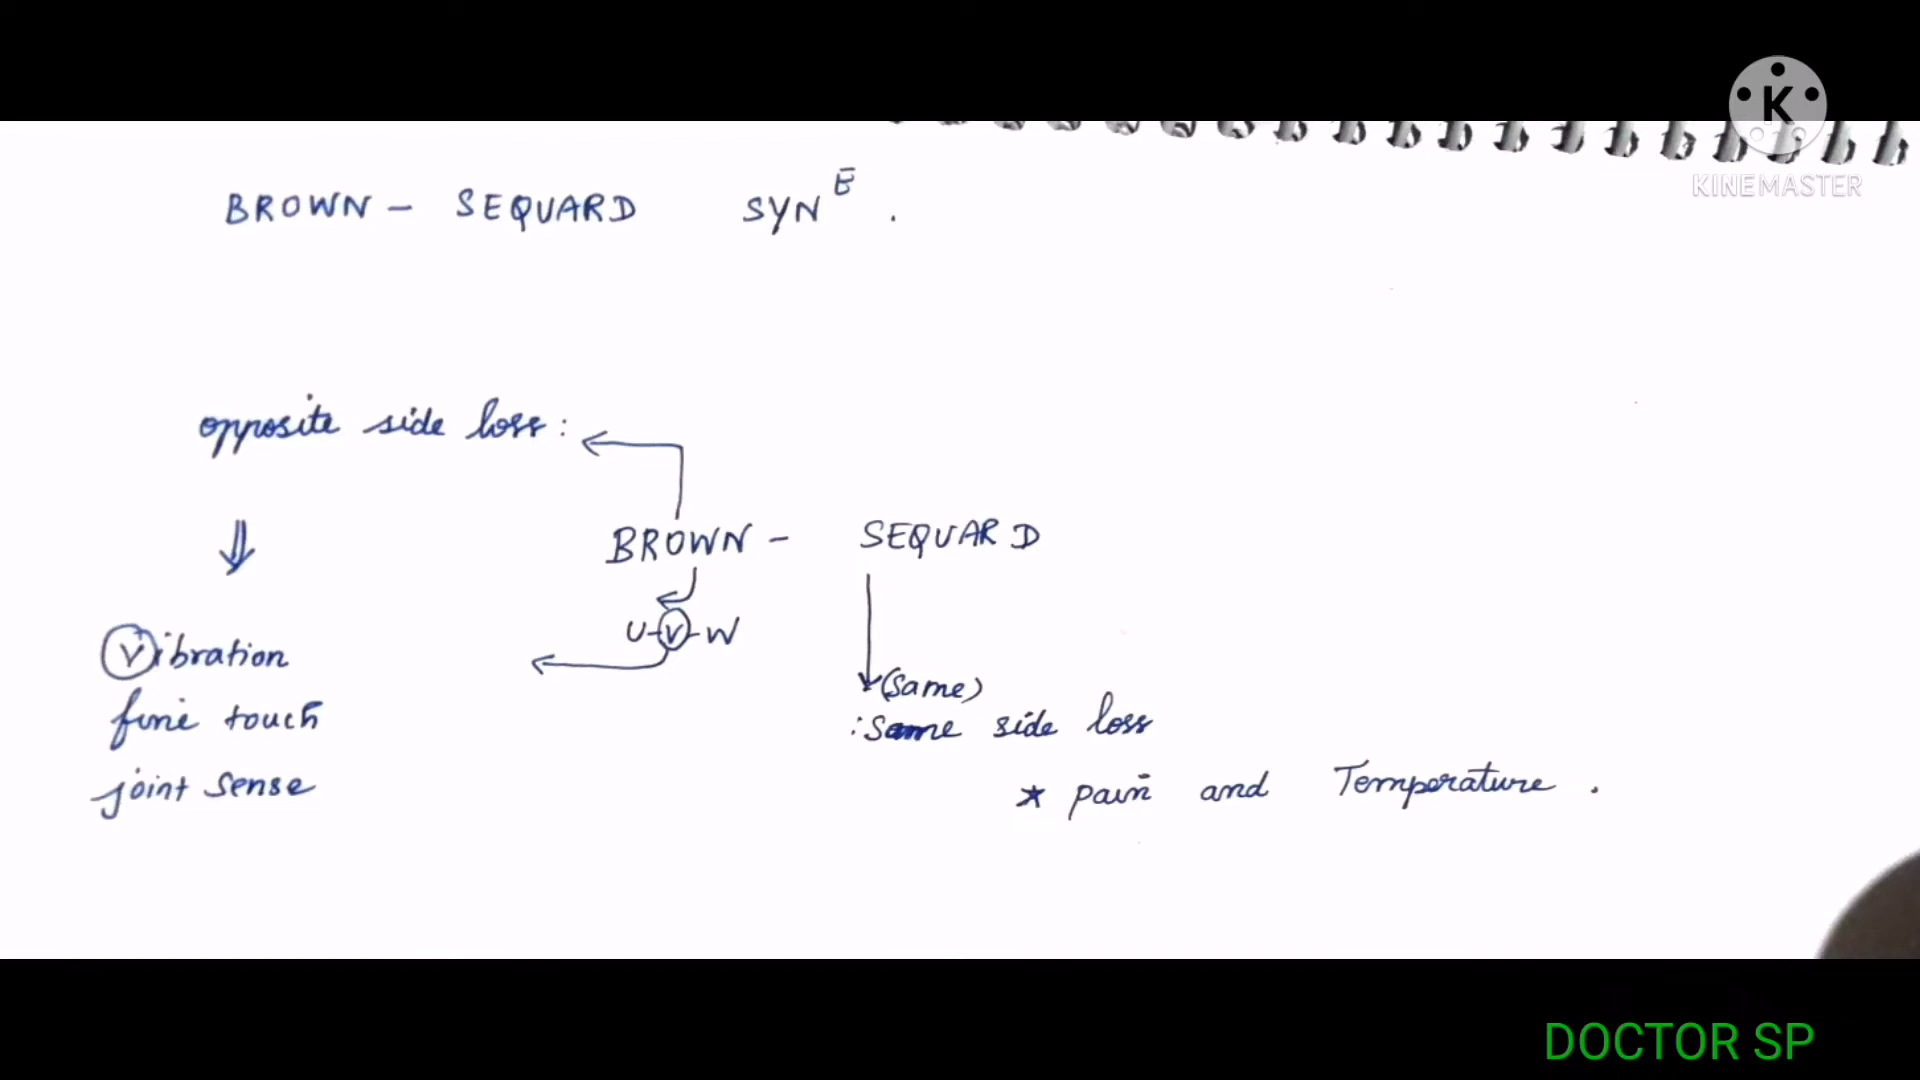 K
KINEMASTER
BROWN - SEQUARD SYN E.
opposite side loss:
BROWN - SEQUARD
U-V-W
Vibration
fine touch
joint sense
(Same)
: Same side loss
* pain and Temperature.
DOCTOR SP